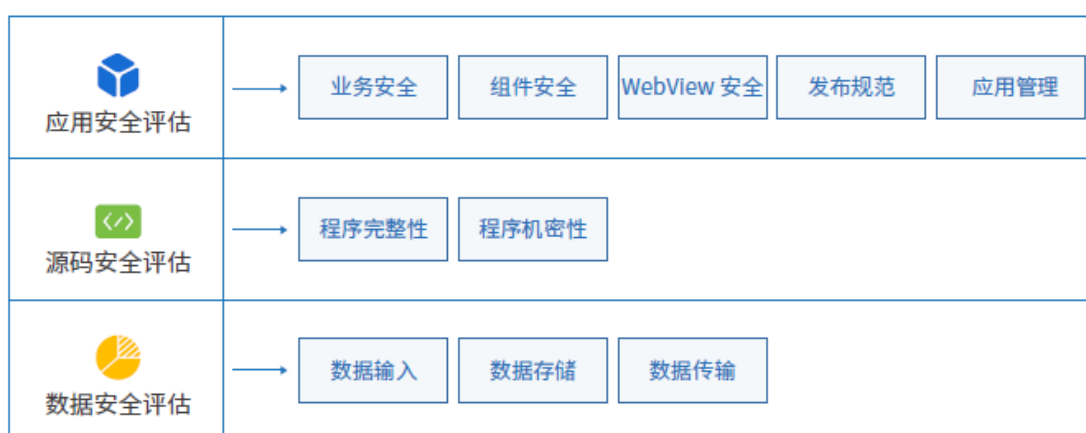 应用安全评估
业务安全
组件安全
WebView 安全
发布规范
应用管理
源码安全评估
程序完整性
程序机密性
数据安全评估
数据输入
数据存储
数据传输